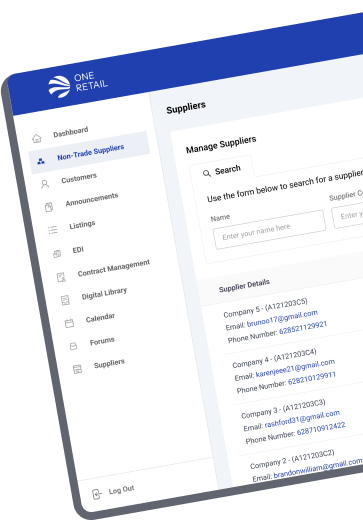 ONE
RETAIL
Dashboard
Non-Trade Suppliers
Customers
Announcements
Listings
EDI
Contract Management
Digital Library
Calendar
Forums
Suppliers
Log Out
Suppliers
Manage Suppliers
Search
Use the form below to search for a supplier
Name
Supplier Co
Enter your name here
Enter y
Supplier Details
Company 5 - (A121203C5)
Email: brunoo17@gmail.com
Phone Number: 628521129921
Company 4 - (A121203C4)
Email: karenjeee21@gmail.com
Phone Number: 628210129911
Company 3 - (A121203C3)
Email: rashford31@gmail.com
Phone Number: 628710912422
Company 2 - (A121203C2)
Email: brandonwilliam@gmail.com